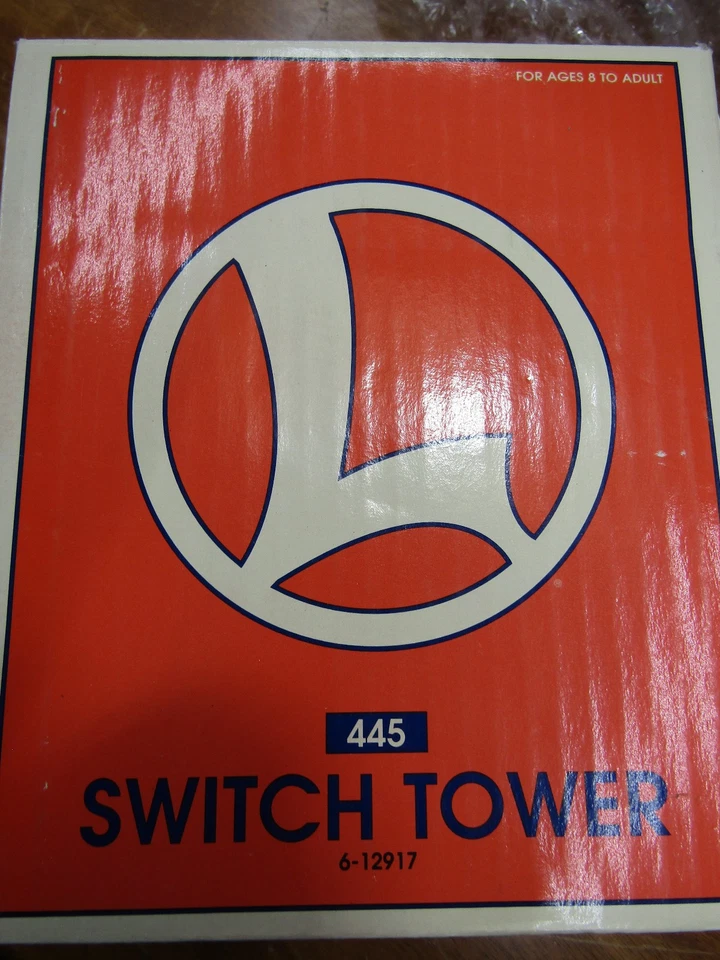 FOR AGES 8 TO ADULT
L
445
SWITCH TOWER
6-12917